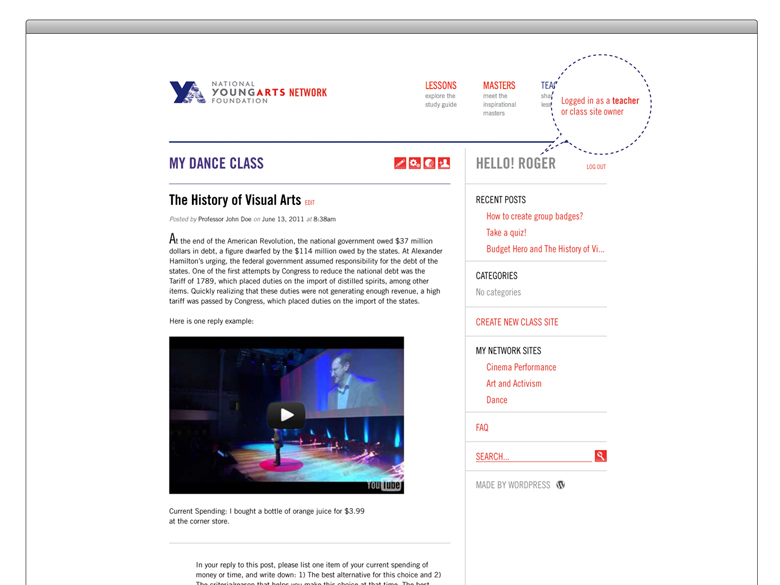 NATIONAL
YOUNGARTS NETWORK
FOUNDATION
LESSONS
explore the
study guide
MASTERS
meet the
inspirational
masters
Logged in as a teacher
or class site owner
MY DANCE CLASS
HELLO! ROGER
LOG OUT
The History of Visual Arts EDIT
Posted by Professor John Doe on June 13, 2011 at 8:38am
At the end of the American Revolution, the national government owed $37 million
dollars in debt, a figure dwarfed by the $114 million owed by the states. At Alexander
Hamilton's urging, the federal government assumed responsibility for the debt of the
states. One of the first attempts by Congress to reduce the national debt was the
Tariff of 1789, which placed duties on the import of distilled spirits, among other
items. Quickly realizing that these duties were not generating enough revenue, a high
tariff was passed by Congress, which placed duties on the import of the states.
Here is one reply example:
YouTube
Current Spending: I bought a bottle of orange juice for $3.99
at the corner store.
In your reply to this post, please list one item of your current spending of
money or time, and write down: 1) The best alternative for this choice and 2)
The criteria/reason that helps you make this choice at that time. The best
RECENT POSTS
How to create group badges?
Take a quiz!
Budget Hero and The History of Vi...
CATEGORIES
No categories
CREATE NEW CLASS SITE
MY NETWORK SITES
Cinema Performance
Art and Activism
Dance
FAQ
SEARCH...
MADE BY WORDPRESS